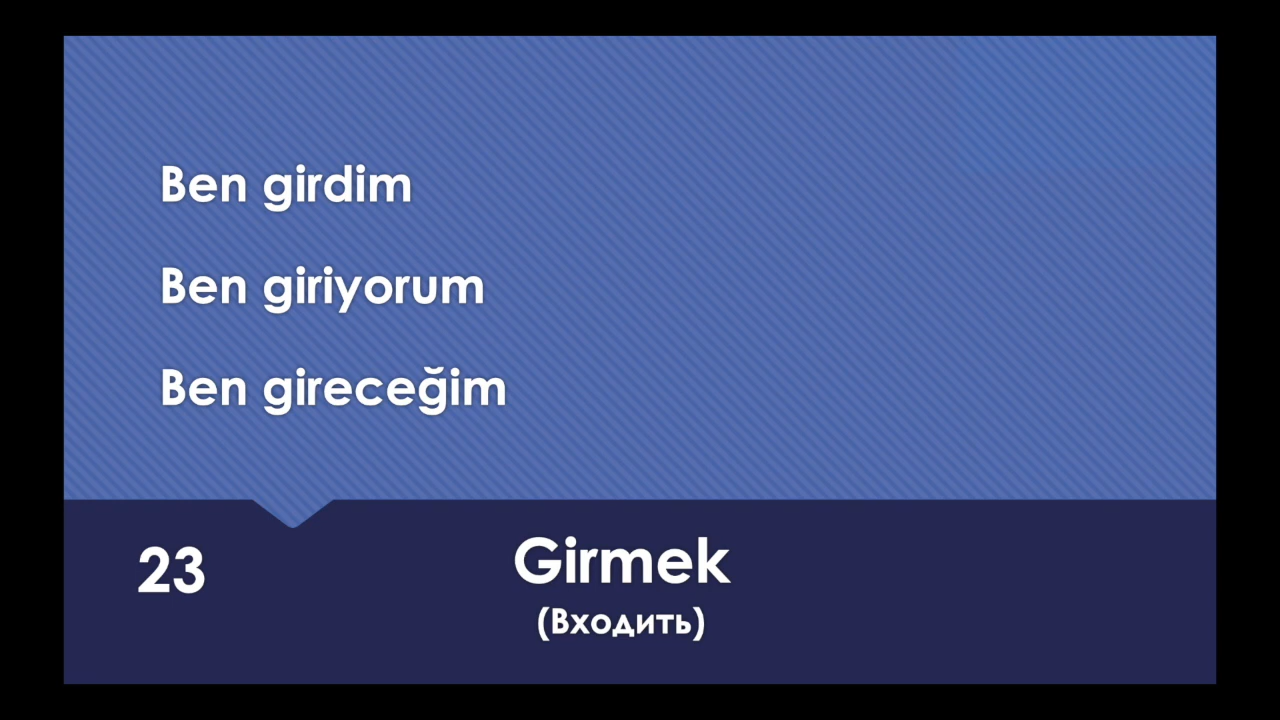 Ben girdim
Ben giriyorum
Ben gireceğim
23
Girmek
(Входить)